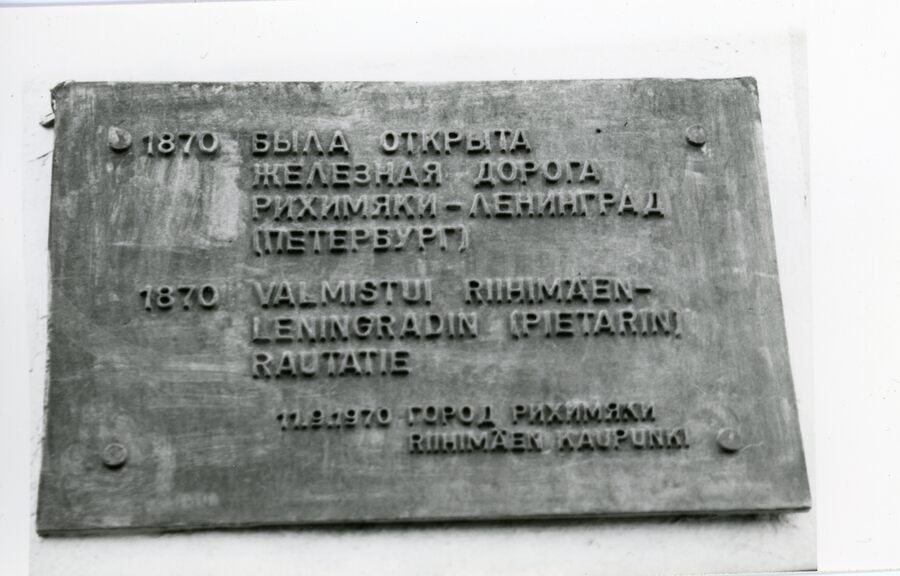 1870 БЫЛА ОТКРЫТА
ЖЕЛЕЗНАЯ ДОРОГА
РИХИМЯКИ-ЛЕНИНГРАД
(ПЕТЕРБУРГ)
1870 VALMISTUI RIIHIMÄEN-
LENINGRADIN (PIETARIN)
RAUTATIE
11.9.1970 ГОРОД РИХИМЯКИ
RIIHIMÄEN KAUPUNKI